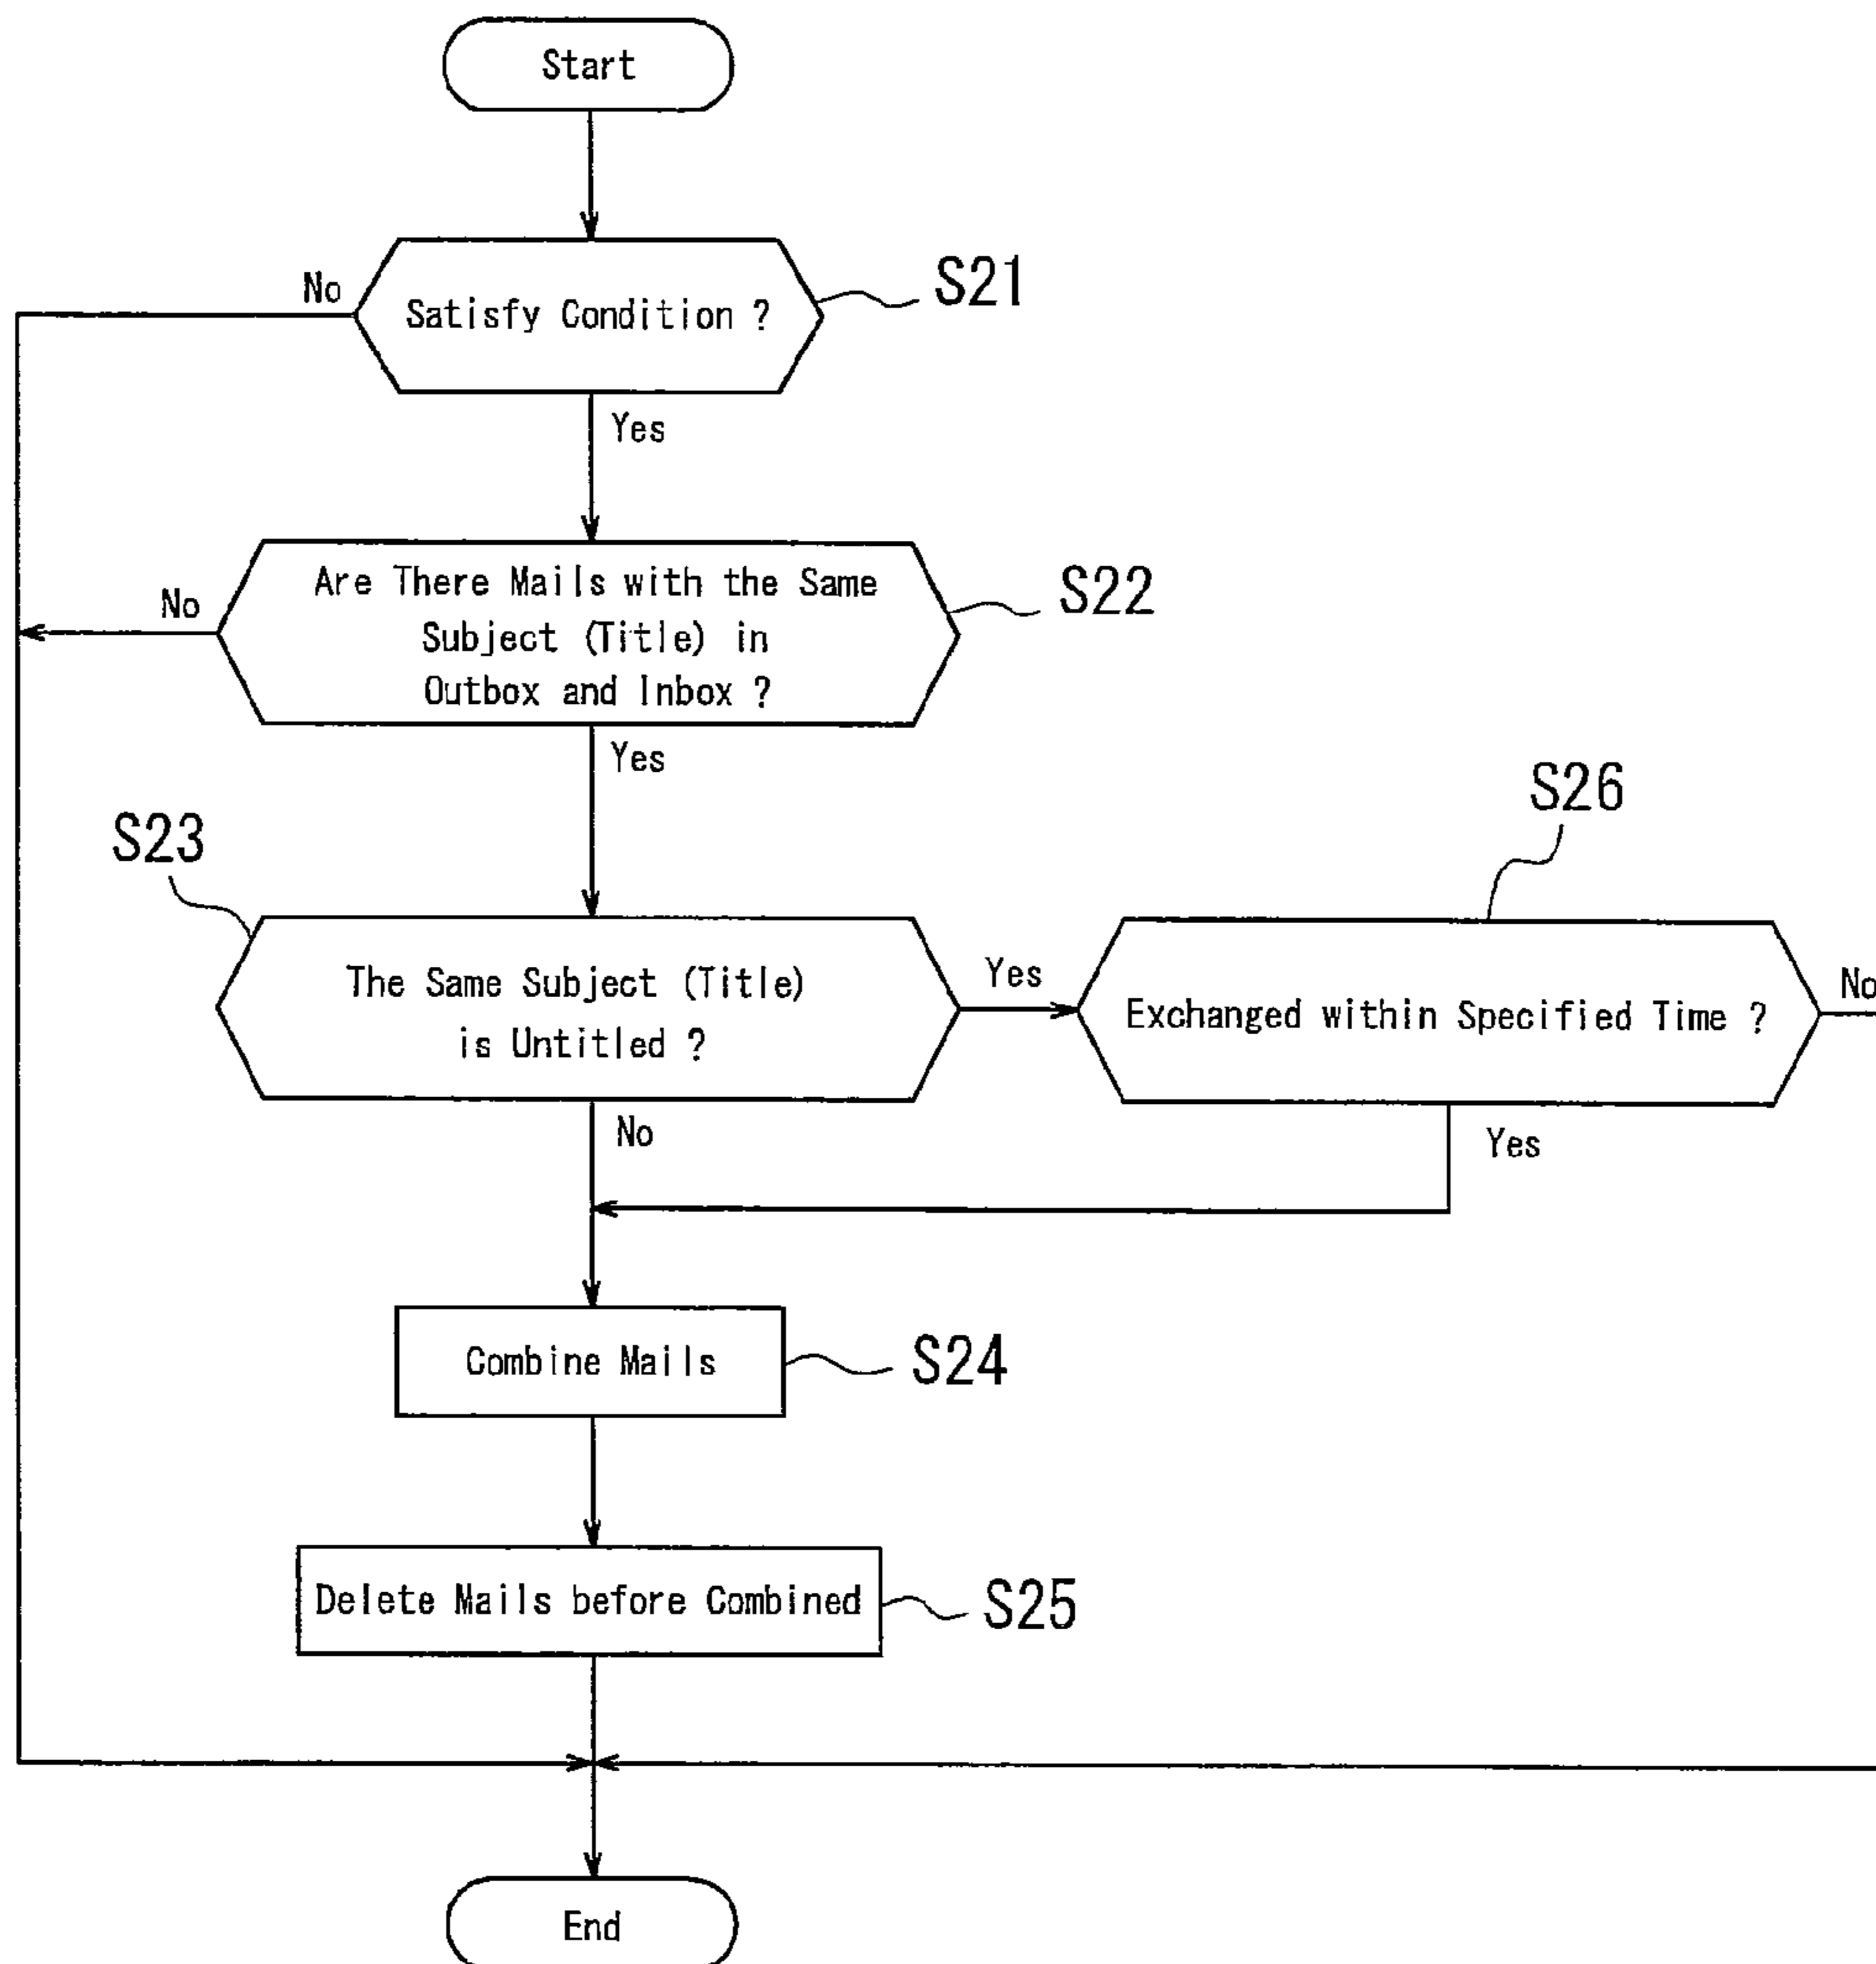 Start
No
Satisfy Condition ?
S21
Yes
Are There Mails with the Same
Subject (Title) in
Outbox and Inbox ?
No
S22
Yes
S23
S26
The Same Subject (Title)
is Untitled ?
Yes
Exchanged within Specified Time ?
No
No
Yes
Combine Mails
S24
Delete Mails before Combined
S25
End